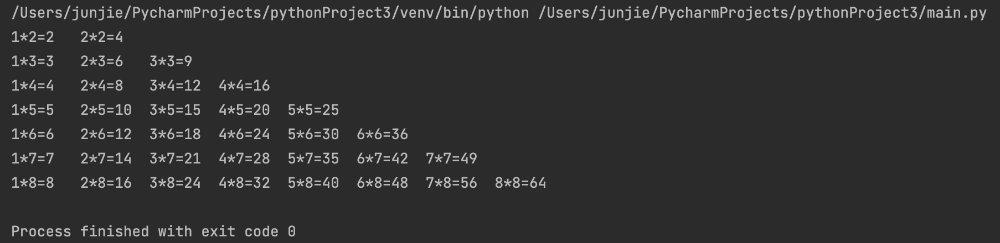 /Users/junjie/PycharmProjects/pythonProject3/venv/bin/python /Users/junjie/PycharmProjects/pythonProject3/main.py
1*2=2   2*2=4
1*3=3   2*3=6   3*3=9
1*4=4   2*4=8   3*4=12  4*4=16
1*5=5   2*5=10  3*5=15  4*5=20  5*5=25
1*6=6   2*6=12  3*6=18  4*6=24  5*6=30  6*6=36
1*7=7   2*7=14  3*7=21  4*7=28  5*7=35  6*7=42  7*7=49
1*8=8   2*8=16  3*8=24  4*8=32  5*8=40  6*8=48  7*8=56  8*8=64
Process finished with exit code 0